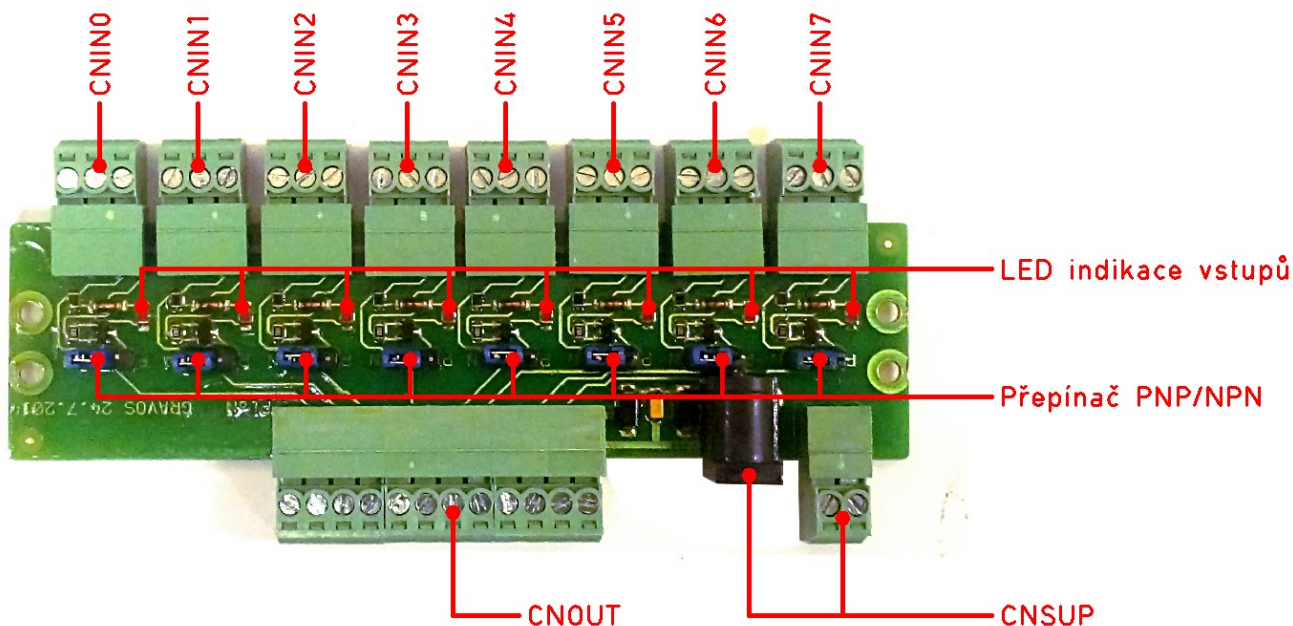 CNIN0
CNIN1
CNIN2
CNIN3
CNIN4
CNIN5
CNIN6
CNIN7
LED indikace vstupů
Přepínač PNP/NPN
GRAVOS 24.7.2014
CNOUT
CNSUP